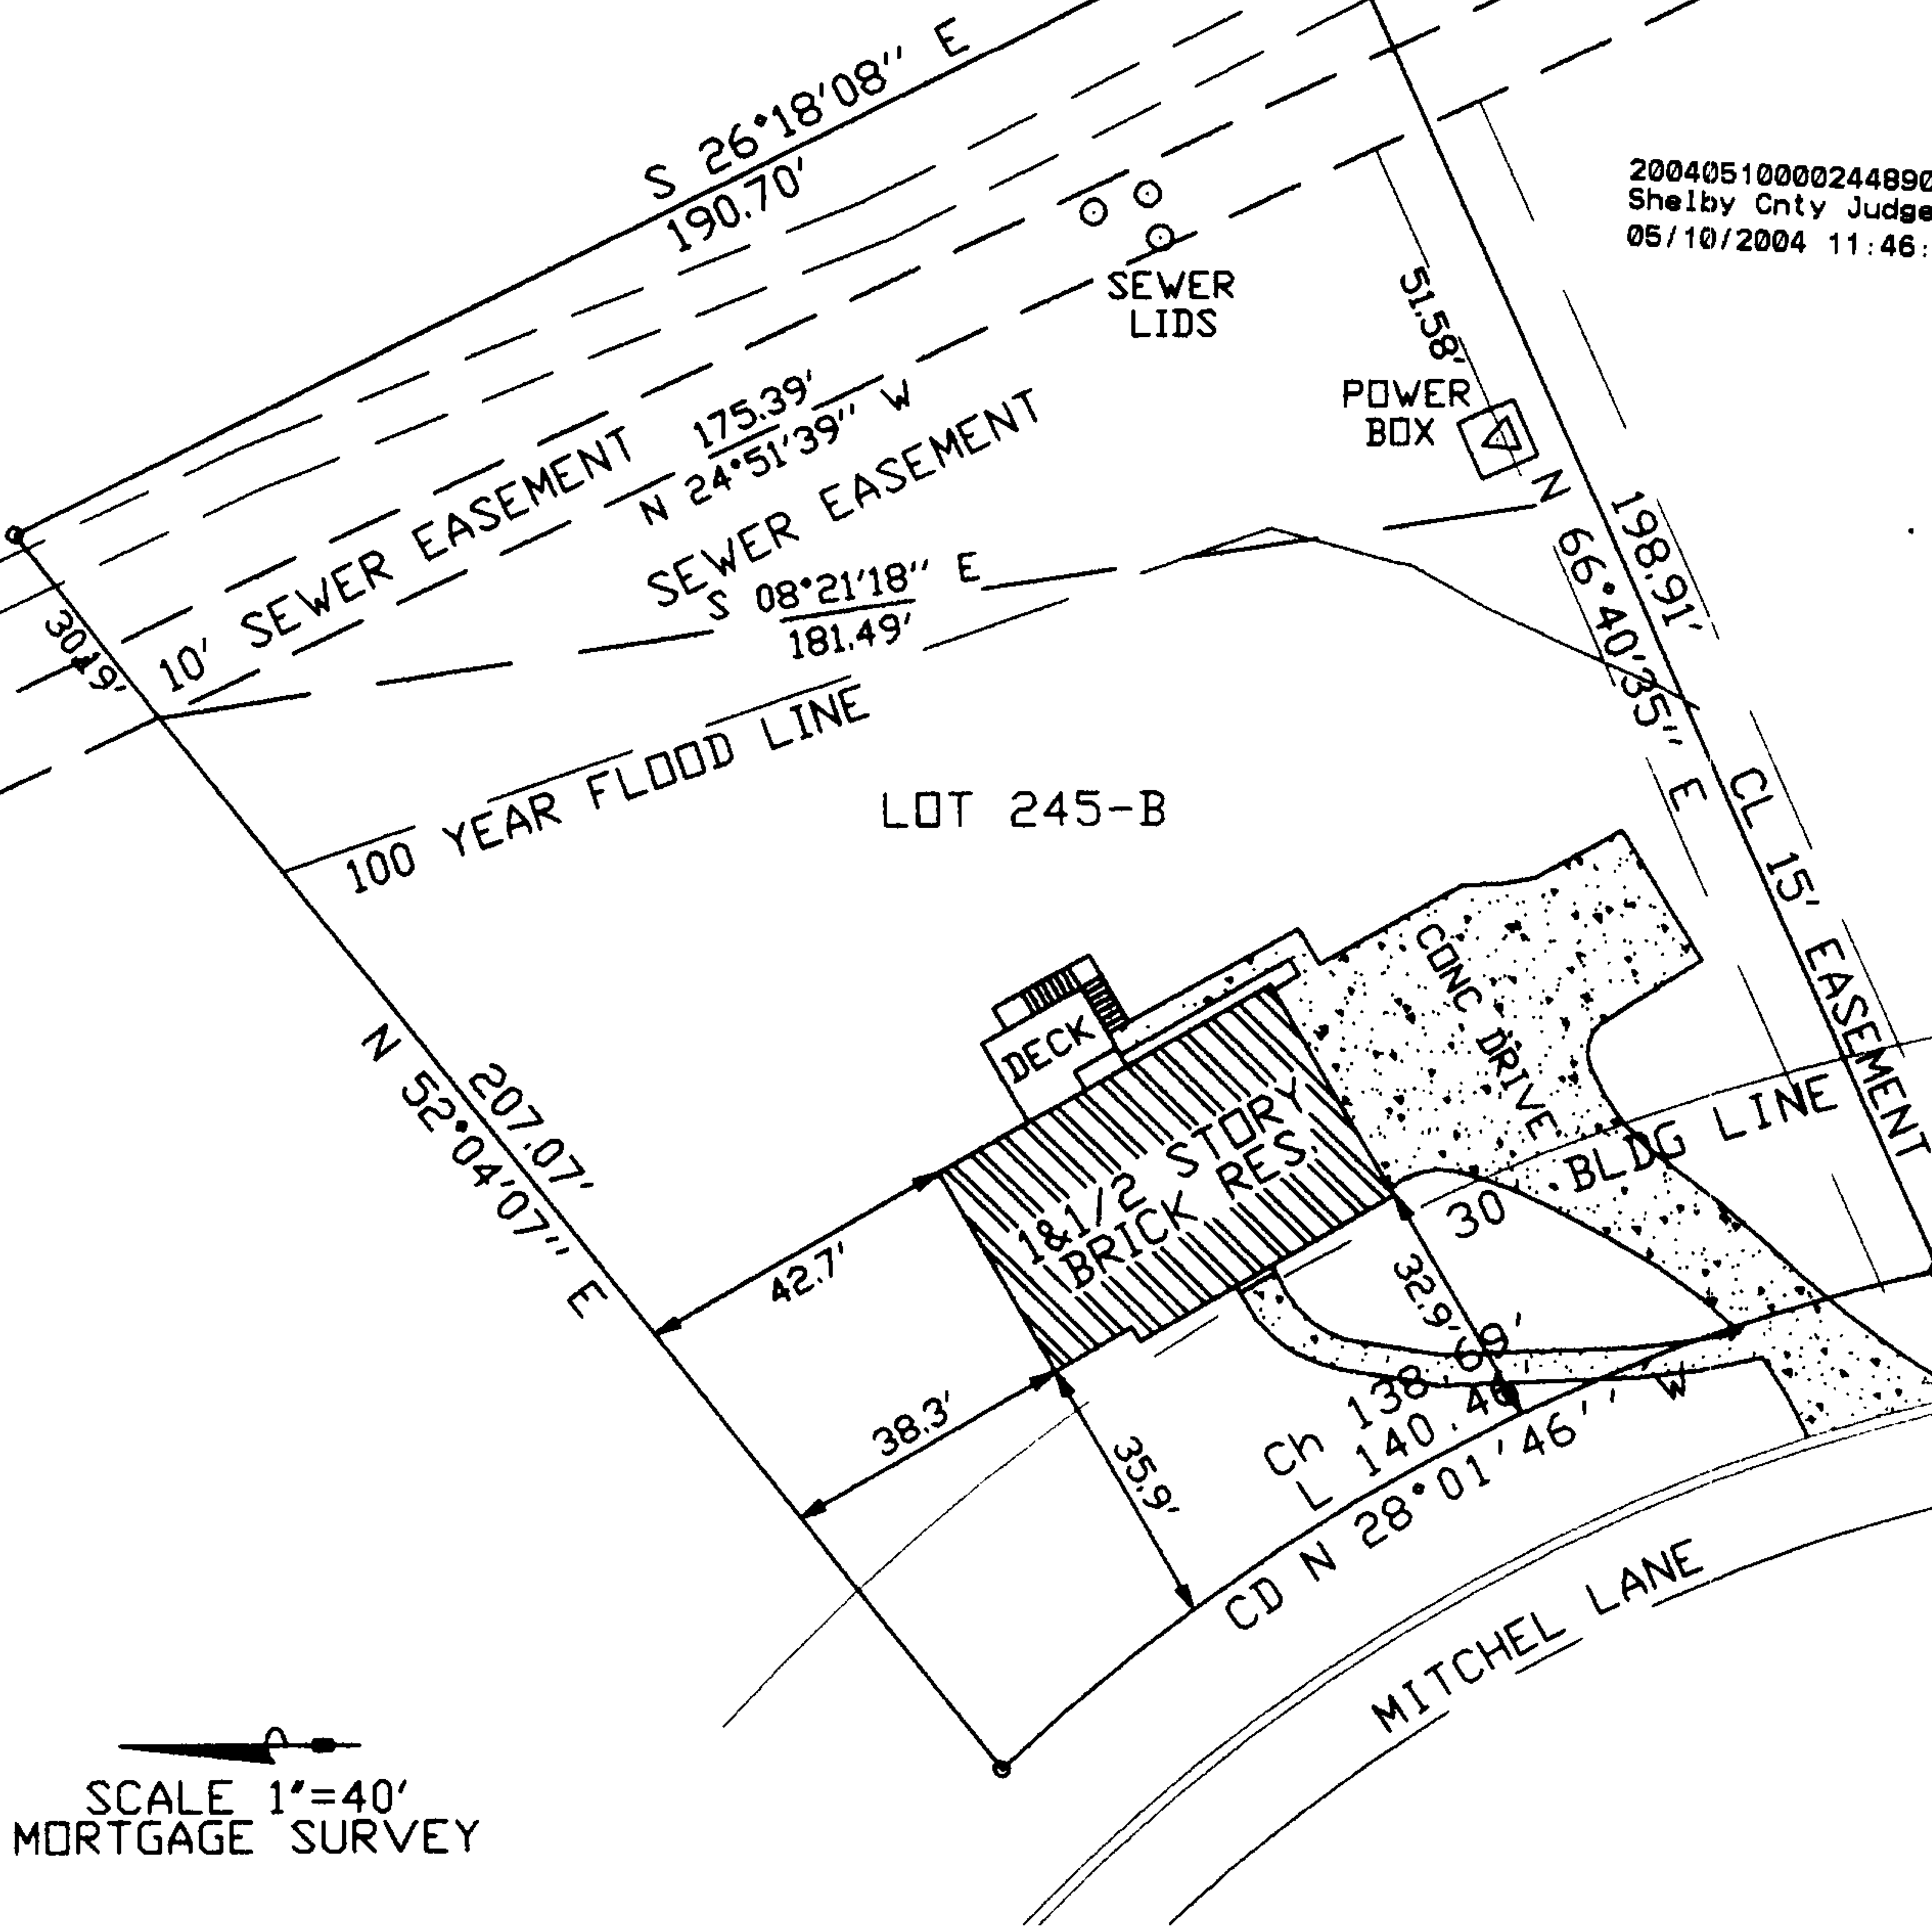 S 26°18'08" E
190.70'
2004051000024489
Shelby Cnty Judge
05/10/2004 11:46:
SEWER
LIDS
51.58'
POWER
BOX
10' SEWER EASEMENT
175.39'
N 24°51'39" W
SEWER EASEMENT
S 08°21'18" E
181.49'
30.19'
100 YEAR FLOOD LINE
LOT 245-B
198.91'
N 66°40'35" E
CL 15' EASEMENT
CONC DRIVE
DECK
1&1/2 STORY
BRICK RES.
30 BLDG LINE
207.07'
N 52°04'07" E
42.7'
38.3'
35.9'
32.9'
Ch 138.69'
L 140.46'
CD N 28°01'46'' W
MITCHEL LANE
SCALE 1"=40'
MORTGAGE SURVEY